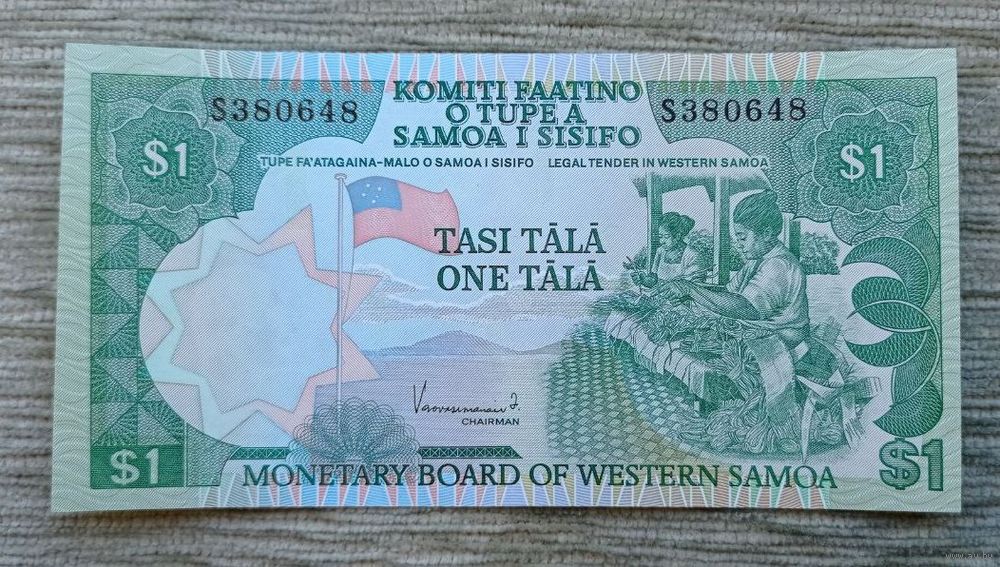 S380648
KOMITI FAATINO
O TUPE A
SAMOA I SISIFO
S380648
TUPE FA'ATAGAINA-MALO O SAMOA I SISIFO LEGAL TENDER IN WESTERN SAMOA
$1
$1
TASI TĀLĀ
ONE TĀLĀ
CHAIRMAN
$1
MONETARY BOARD OF WESTERN SAMOA
$1